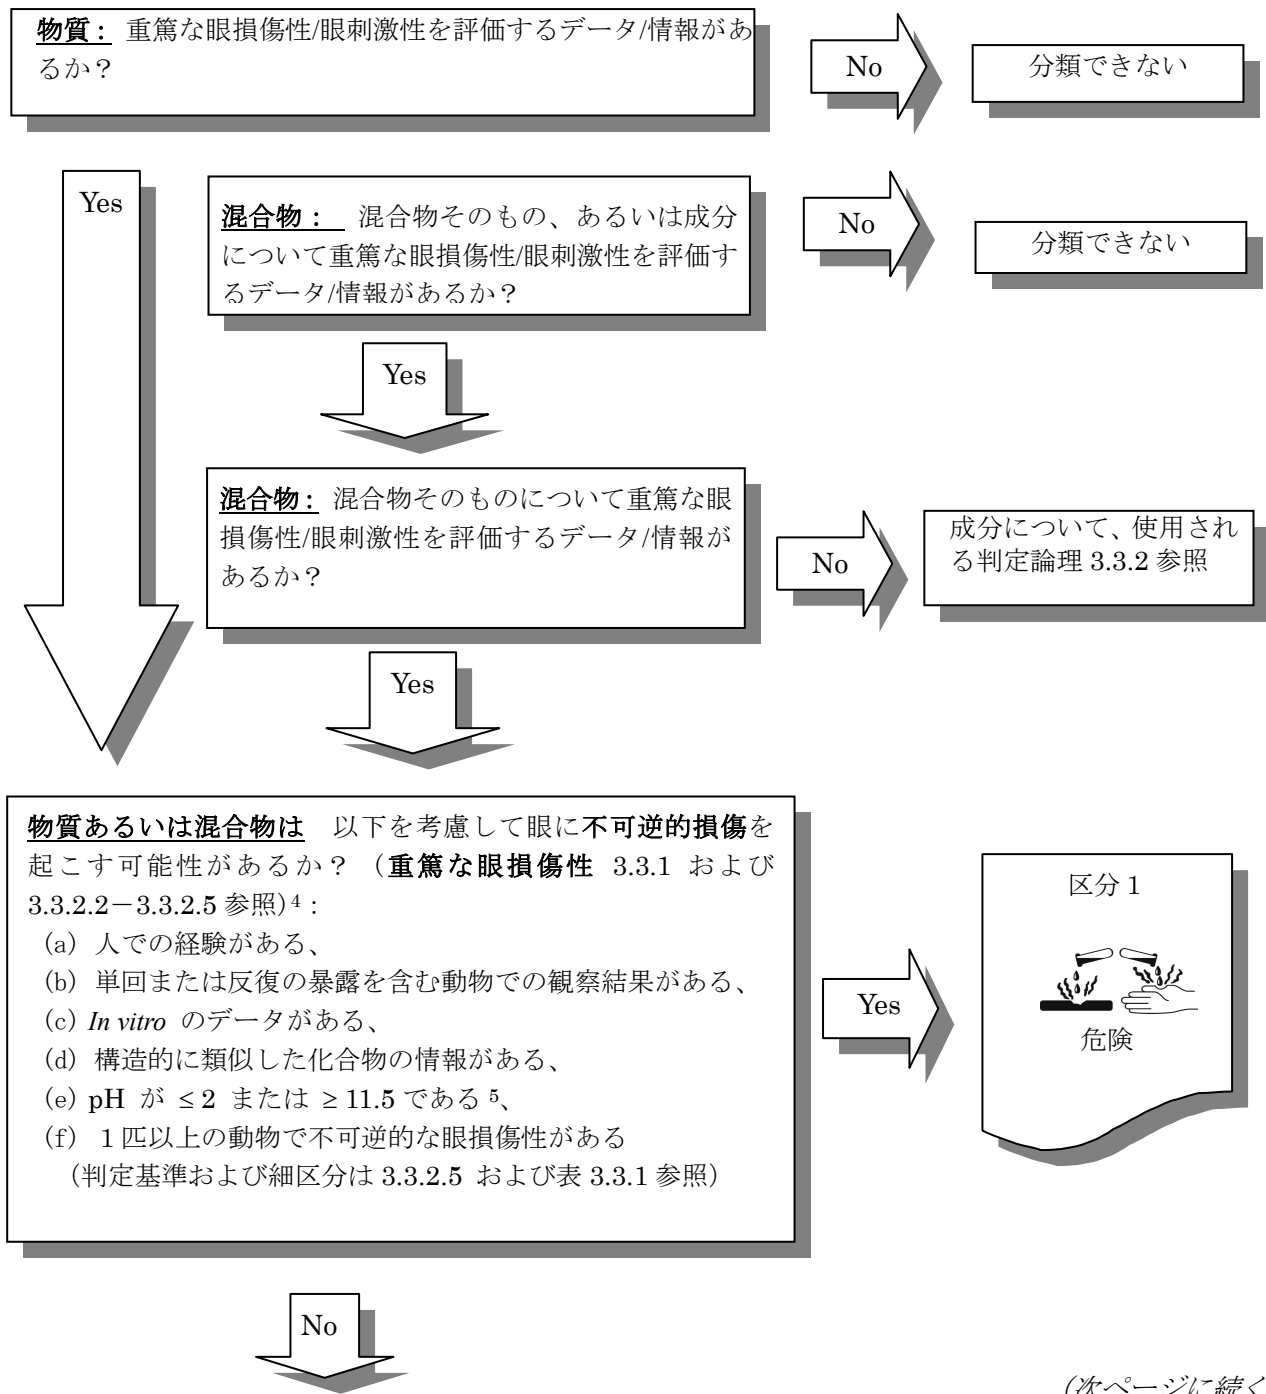 物質： 重篤な眼損傷性/眼刺激性を評価するデータ/情報があ
るか？
No
分類できない
Yes
混合物： 混合物そのもの、あるいは成分
について重篤な眼損傷性/眼刺激性を評価す
るデータ/情報があるか？
No
分類できない
Yes
混合物： 混合物そのものについて重篤な眼
損傷性/眼刺激性を評価するデータ/情報が
あるか？
No
成分について、使用され
る判定論理 3.3.2 参照
Yes
物質あるいは混合物は 以下を考慮して眼に不可逆的損傷を
起こす可能性があるか？（重篤な眼損傷性 3.3.1 および
3.3.2.2－3.3.2.5 参照）4：
(a) 人での経験がある、
(b) 単回または反復の暴露を含む動物での観察結果がある、
(c) In vitro のデータがある、
(d) 構造的に類似した化合物の情報がある、
(e) pH が ≤ 2 または ≥ 11.5 である 5、
(f) １匹以上の動物で不可逆的な眼損傷性がある
（判定基準および細区分は 3.3.2.5 および表 3.3.1 参照）
Yes
区分 1
危険
No
(次ページに続く